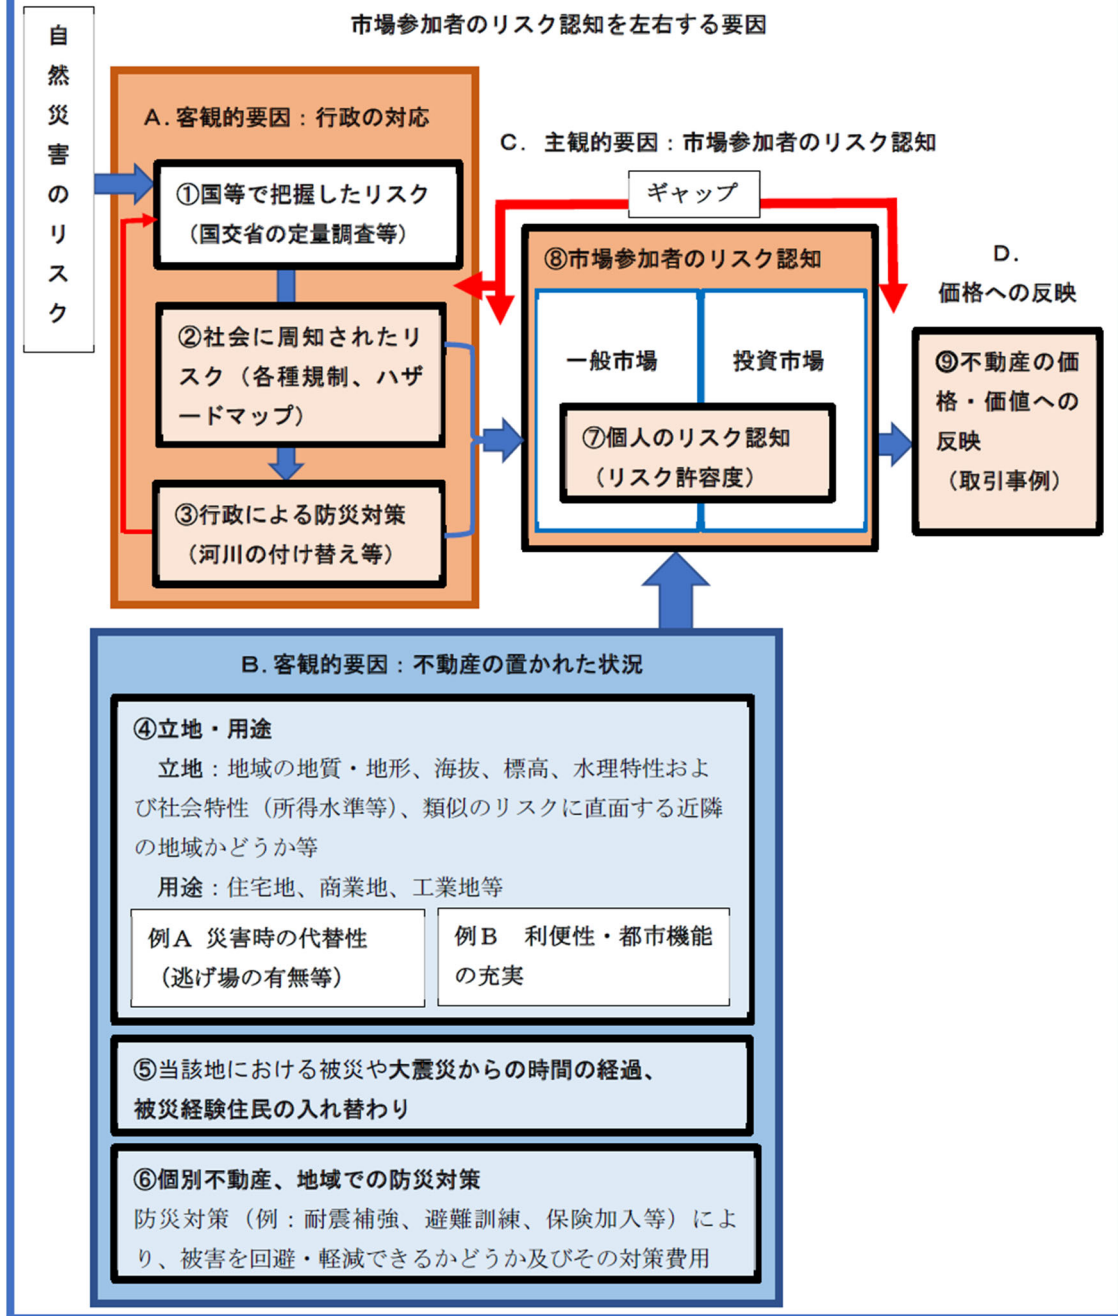 市場参加者のリスク認知を左右する要因
自然災害のリスク
A.客観的要因：行政の対応
①国等で把握したリスク
（国交省の定量調査等）
②社会に周知されたリ
スク（各種規制、ハザ
ードマップ）
③行政による防災対策
（河川の付け替え等）
C. 主観的要因：市場参加者のリスク認知
ギャップ
⑧市場参加者のリスク認知
一般市場
投資市場
⑦個人のリスク認知
（リスク許容度）
D.
価格への反映
⑨不動産の価
格・価値への
反映
（取引事例）
B.客観的要因：不動産の置かれた状況
④立地・用途
立地：地域の地質・地形、海抜、標高、水理特性およ
び社会特性（所得水準等）、類似のリスクに直面する近隣
の地域かどうか等
用途：住宅地、商業地、工業地等
例A 災害時の代替性
（逃げ場の有無等）
例B 利便性・都市機能
の充実
⑤当該地における被災や大震災からの時間の経過、
被災経験住民の入れ替わり
⑥個別不動産、地域での防災対策
防災対策（例：耐震補強、避難訓練、保険加入等）によ
り、被害を回避・軽減できるかどうか及びその対策費用